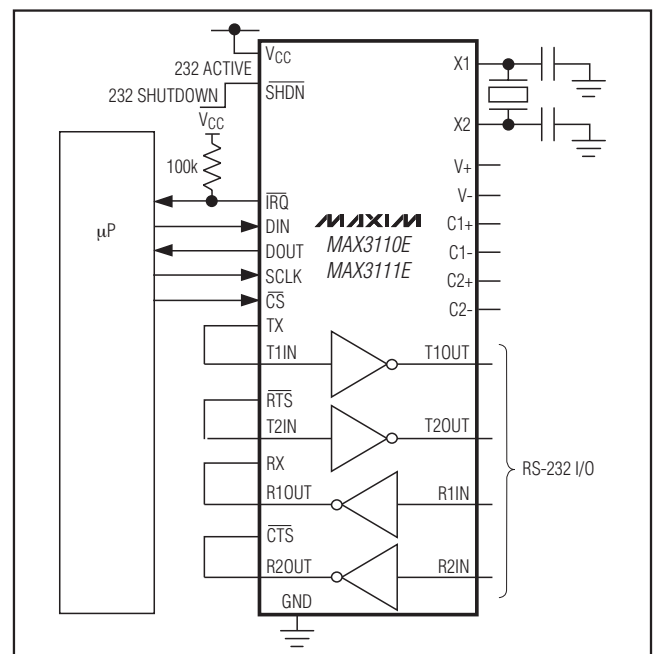 VCC
232 ACTIVE
SHDN
232 SHUTDOWN
VCC
100k
µP
IRQ
DIN
DOUT
SCLK
CS
TX
T1IN
RTS
T2IN
RX
R1OUT
CTS
R2OUT
GND
MAXIM
MAX3110E
MAX3111E
X1
X2
V+
V-
C1+
C1-
C2+
C2-
T1OUT
T2OUT
R1IN
R2IN
RS-232 I/O